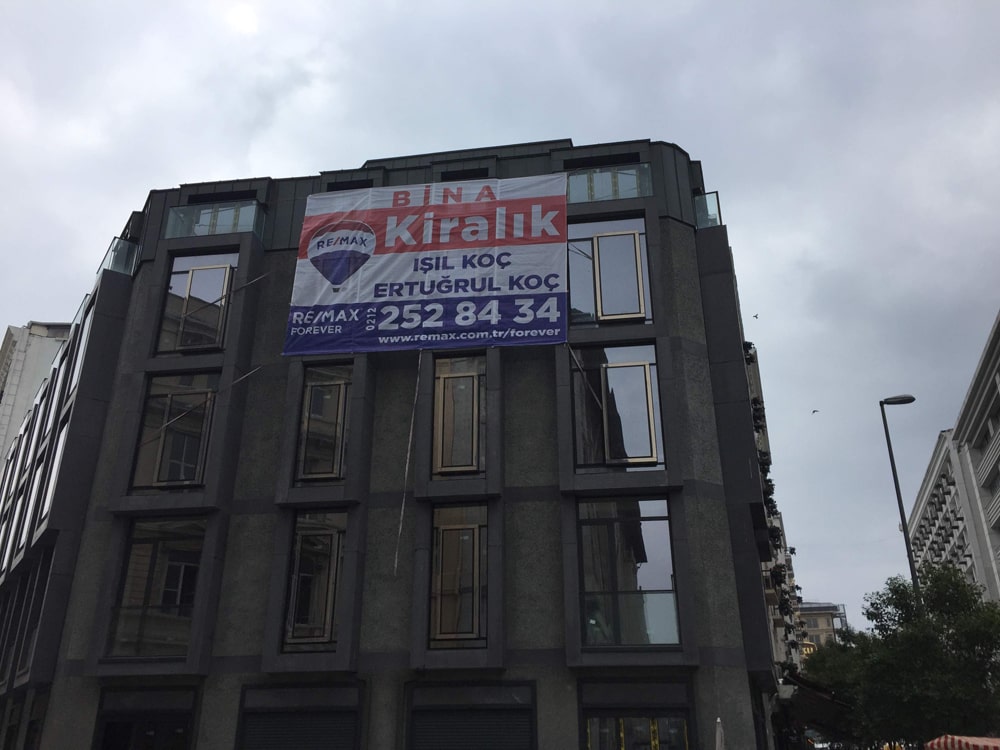 BİNA
Kiralık
RE/MAX
IŞIL KOÇ
ERTUĞRUL KOÇ
RE/MAX
FOREVER
0212 252 84 34
www.remax.com.tr/forever